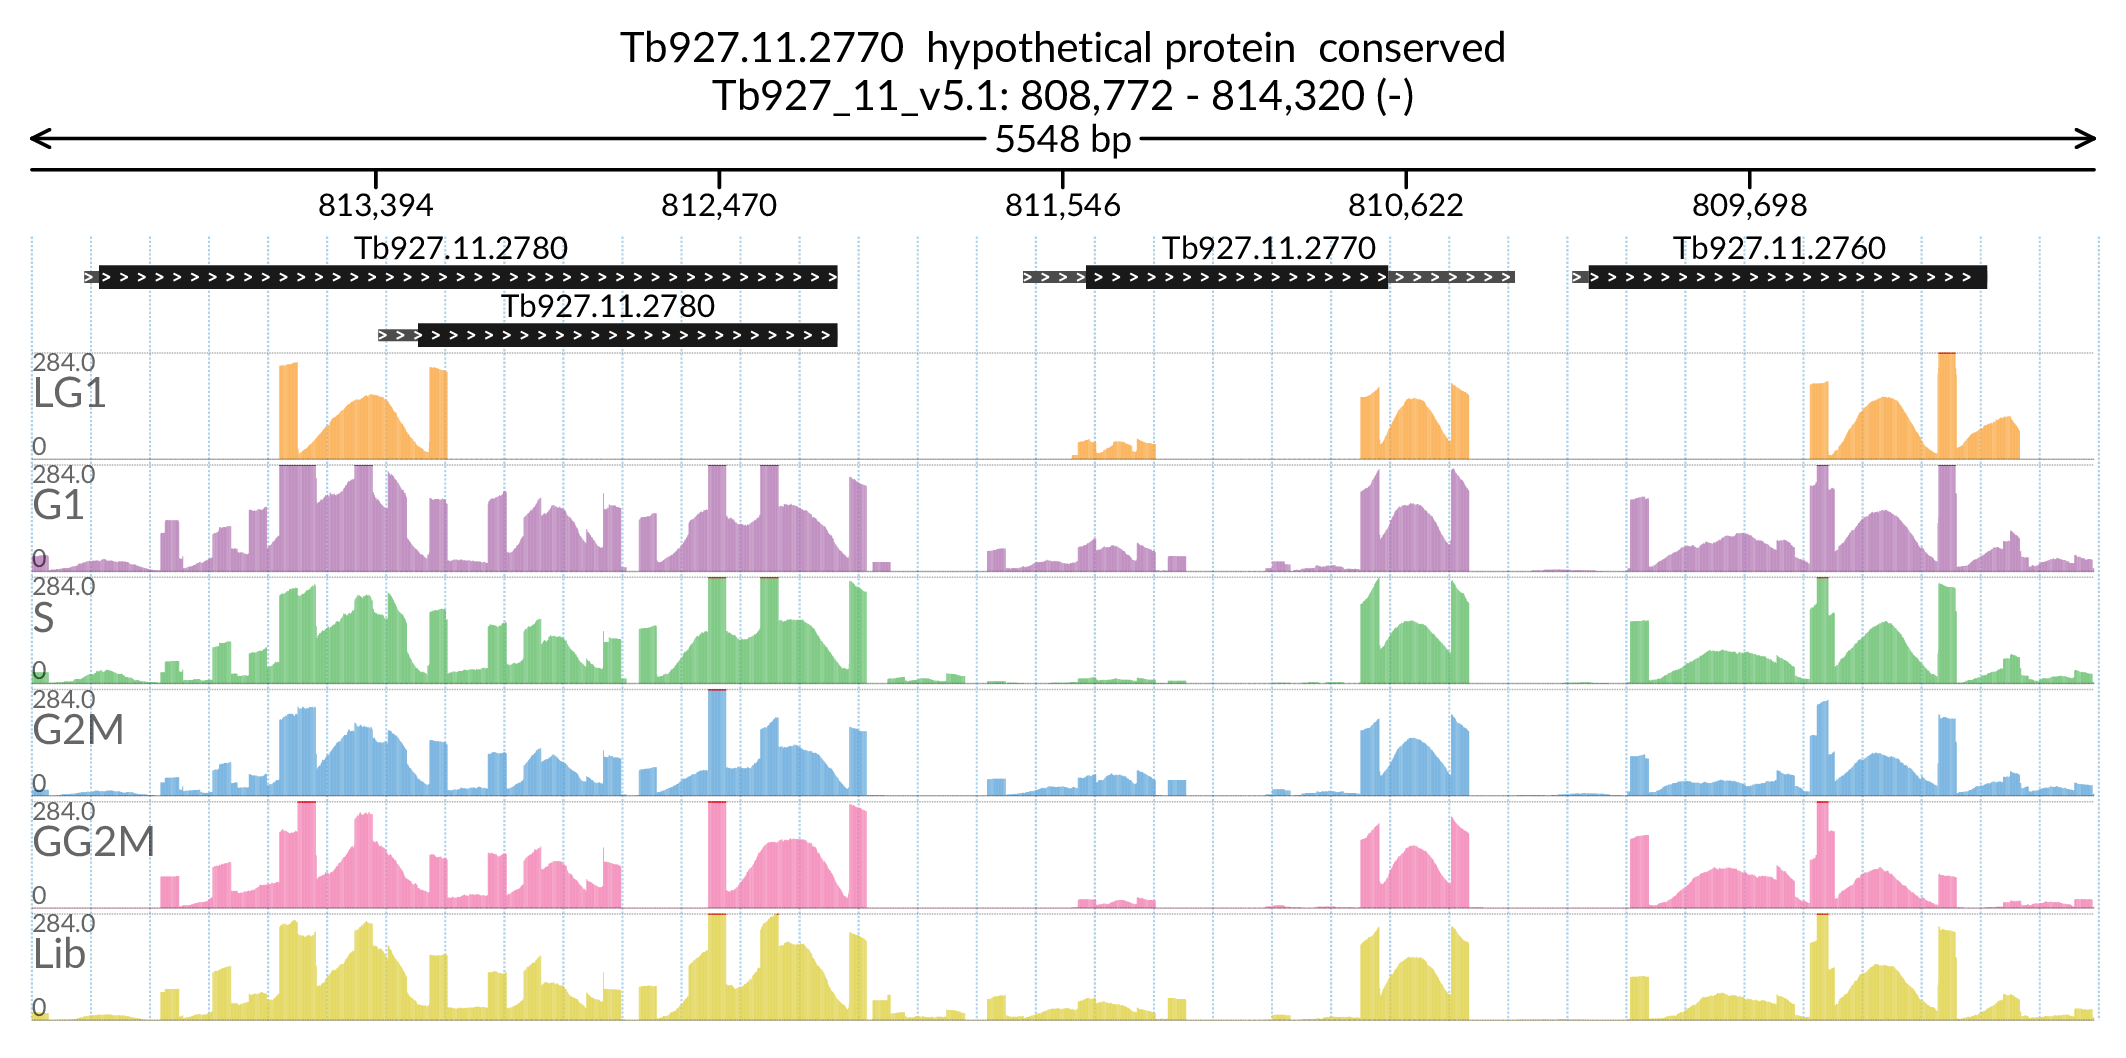 Tb927.11.2770 hypothetical protein conserved
Tb927_11_v5.1: 808,772 - 814,320 (-)
5548 bp
813,394 812,470 811,546 810,622 809,698
Tb927.11.2780 Tb927.11.2770 Tb927.11.2760
Tb927.11.2780
284.0
LG1
0
284.0
G1
0
284.0
S
0
284.0
G2M
0
284.0
GG2M
0
284.0
Lib
0